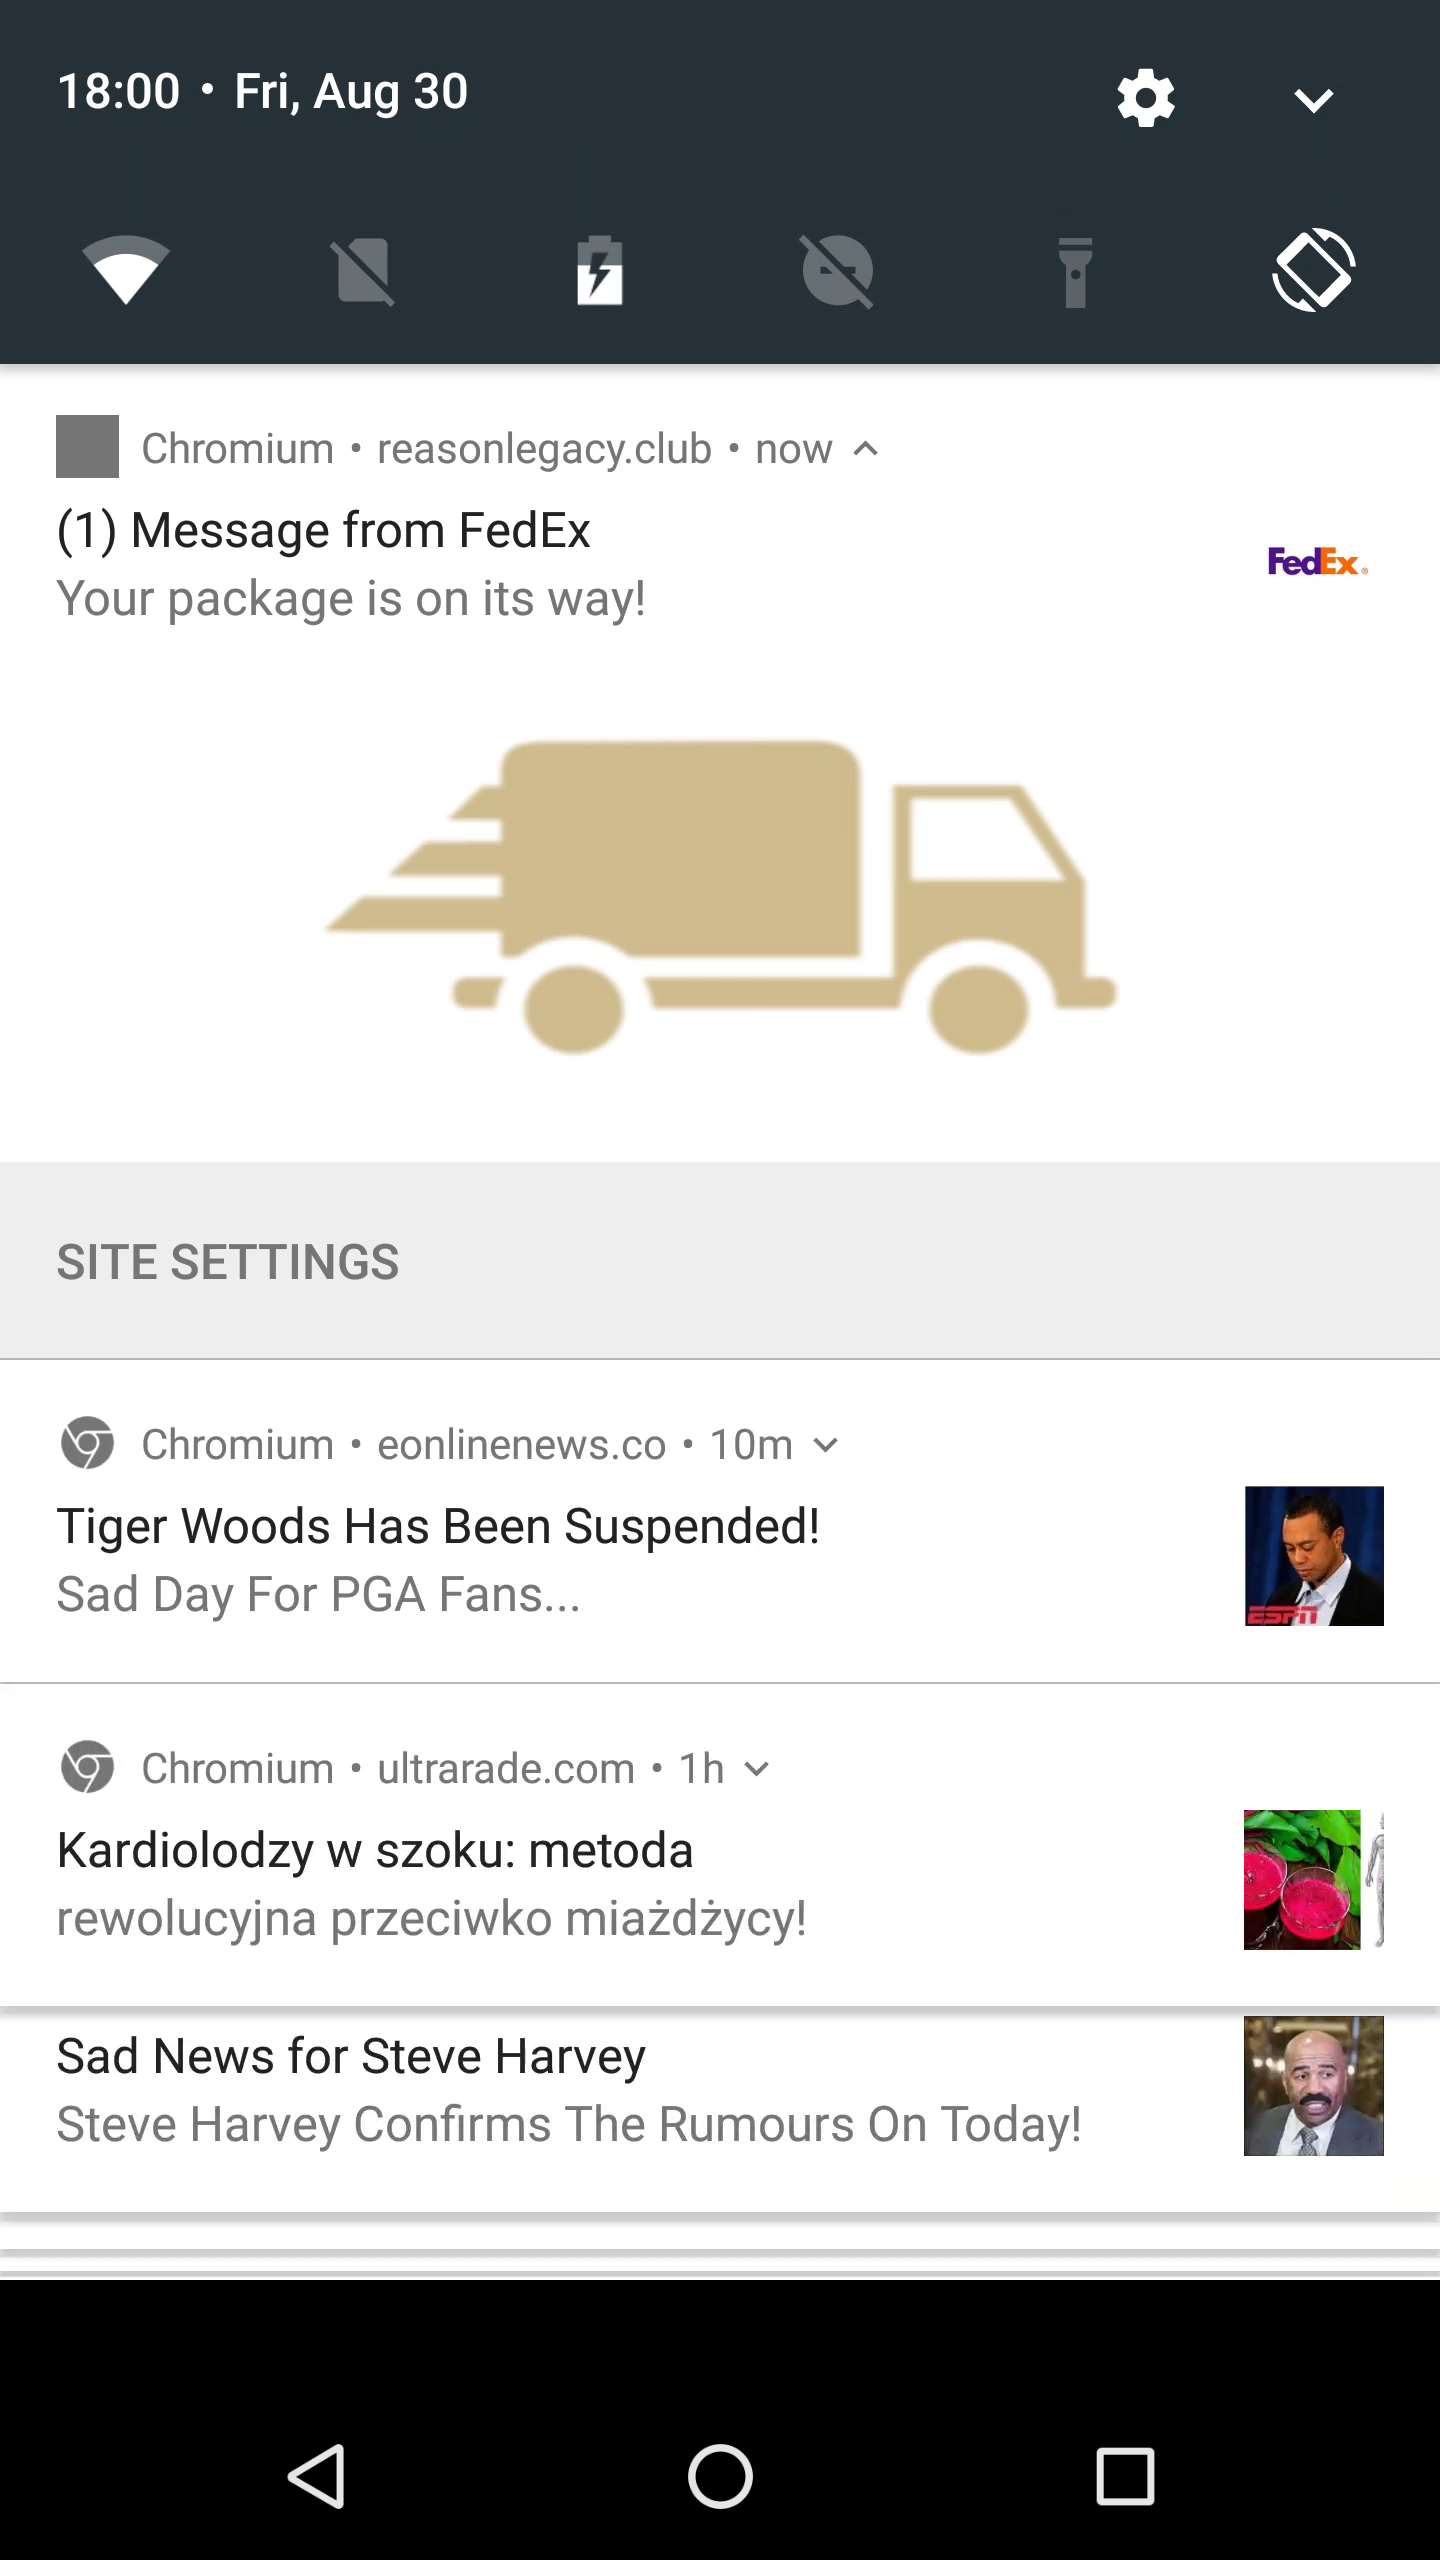 18:00 • Fri, Aug 30
Chromium • reasonlegacy.club • now
(1) Message from FedEx
Your package is on its way!
FedEx®
SITE SETTINGS
Chromium • eonlinenews.co • 10m
Tiger Woods Has Been Suspended!
Sad Day For PGA Fans...
ESPN
Chromium • ultrarade.com • 1h
Kardiolodzy w szoku: metoda
rewolucyjna przeciwko miażdżycy!
Sad News for Steve Harvey
Steve Harvey Confirms The Rumours On Today!